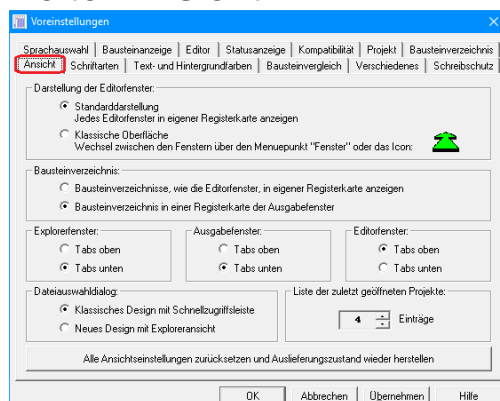 Voreinstellungen
Sprachauswahl Bausteinanzeige Editor Statusanzeige Kompatibilität Projekt Bausteinverzeichnis
Ansicht Schriftarten Text- und Hintergrundfarben Bausteinvergleich Verschiedenes Schreibschutz
Darstellung der Editorfenster:
Standarddarstellung
Jedes Editorfenster in eigener Registerkarte anzeigen
Klassische Oberfläche
Wechsel zwischen den Fenstern über den Menuepunkt "Fenster" oder das Icon:
Bausteinverzeichnis:
Bausteinverzeichnisse, wie die Editorfenster, in eigener Registerkarte anzeigen
Bausteinverzeichnis in einer Registerkarte der Ausgabefenster
Explorerfenster: Ausgabefenster: Editorfenster:
Tabs oben Tabs oben Tabs oben
Tabs unten Tabs unten Tabs unten
Dateiauswahldialog: Liste der zuletzt geöffneten Projekte:
Klassisches Design mit Schnellzugriffsleiste
4 Einträge
Neues Design mit Exploreransicht
Alle Ansichtseinstellungen zurücksetzen und Auslieferungszustand wieder herstellen
OK Abbrechen Übernehmen Hilfe